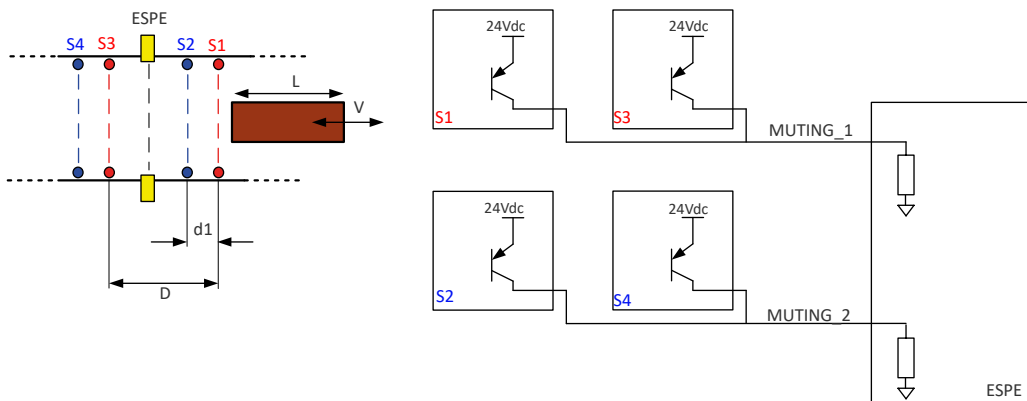 ESPE
S4
S3
S2
S1
L
V
d1
D
24Vdc
S1
24Vdc
S3
MUTING_1
24Vdc
S2
24Vdc
S4
MUTING_2
ESPE